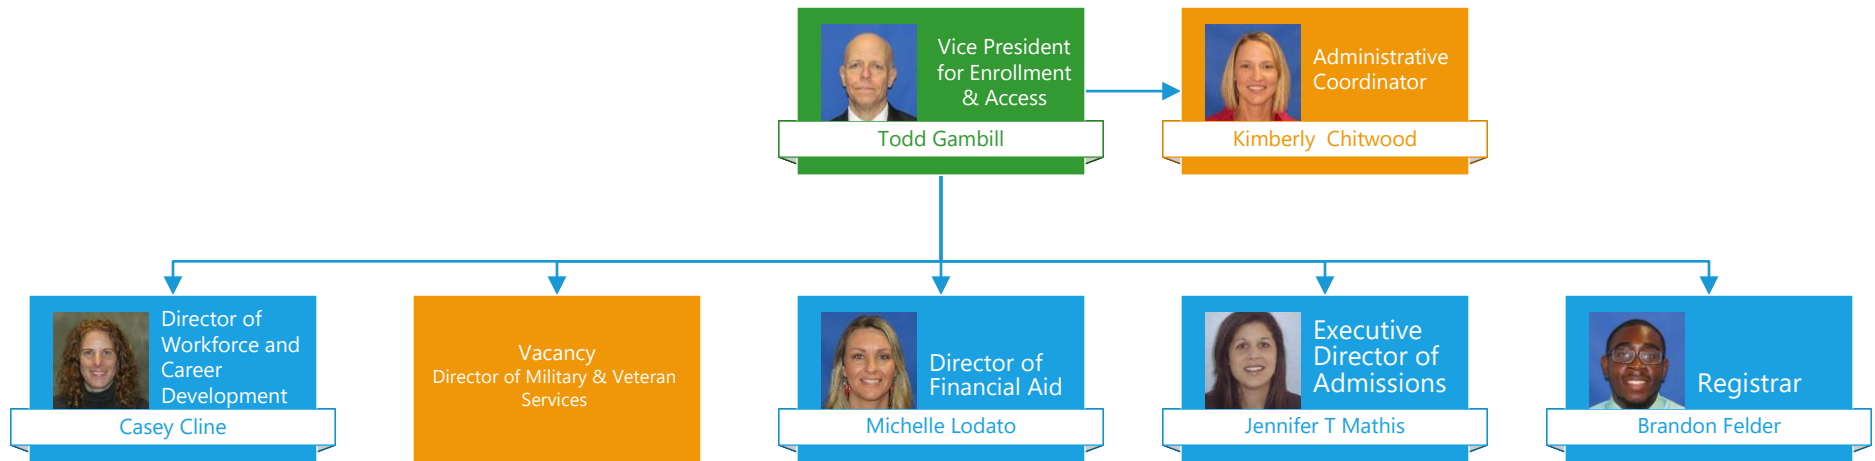 Vice President
for Enrollment
& Access
Todd Gambill
Administrative
Coordinator
Kimberly  Chitwood
Director of
Workforce and
Career
Development
Casey Cline
Vacancy
Director of Military & Veteran
Services
Director of
Financial Aid
Michelle Lodato
Executive
Director of
Admissions
Jennifer T Mathis
Registrar
Brandon Felder